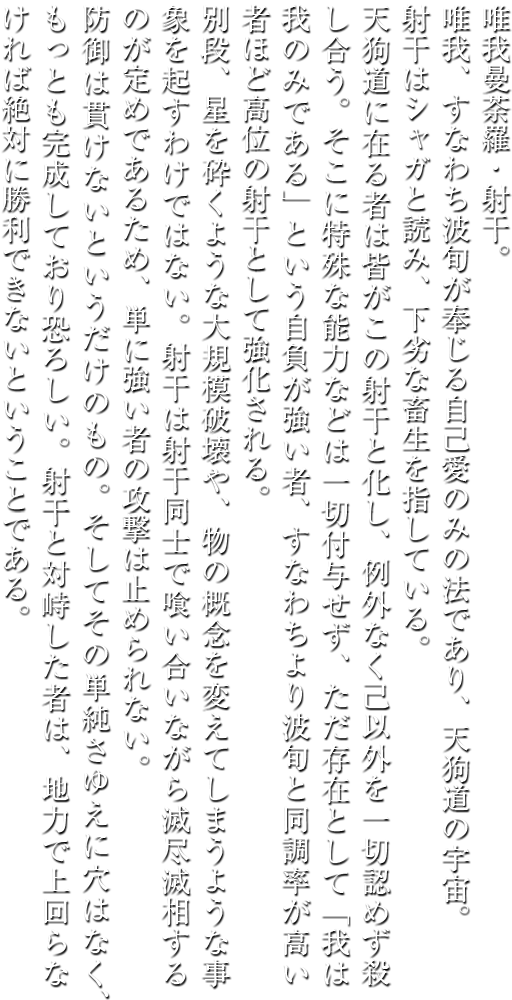 唯我曼荼羅・射干。
唯我、すなわち波旬が奉じる自己愛のみの法であり、天狗道の宇宙。
射干はシャガと読み、下劣な畜生を指している。
天狗道に在る者は皆がこの射干と化し、例外なく己以外を一切認めず殺
し合う。そこに特殊な能力などは一切付与せず、ただ存在として「我は
我のみである」という自負が強い者、すなわちより波旬と同調率が高い
者ほど高位の射干として強化される。
別段、星を砕くような大規模破壊や、物の概念を変えてしまうような事
象を起すわけではない。射干は射干同士で喰い合いながら滅尽滅相する
のが定めであるため、単に強い者の攻撃は止められない。
防御は貫けないというだけのもの。そしてその単純さゆえに穴はなく、
もっとも完成しており恐ろしい。射干と対峙した者は、地力で上回らな
ければ絶対に勝利できないということである。